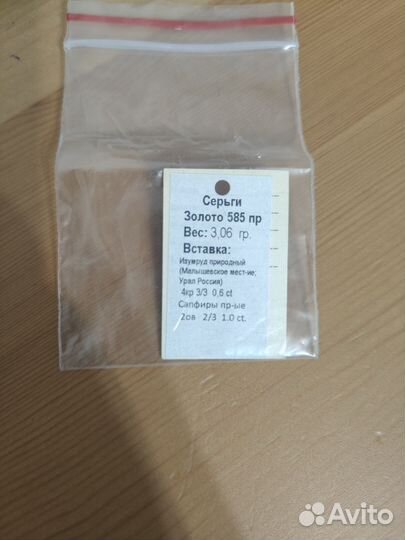 Серьги
Золото 585 пр
Вес: 3,06 гр.
Вставка:
Изумруд природный
(Малышевское мест-ие;
Урал Россия)
4кр 3/3 0,6 ct
Сапфиры пр-ые
2ов 2/3 1.0 ct.
Avito